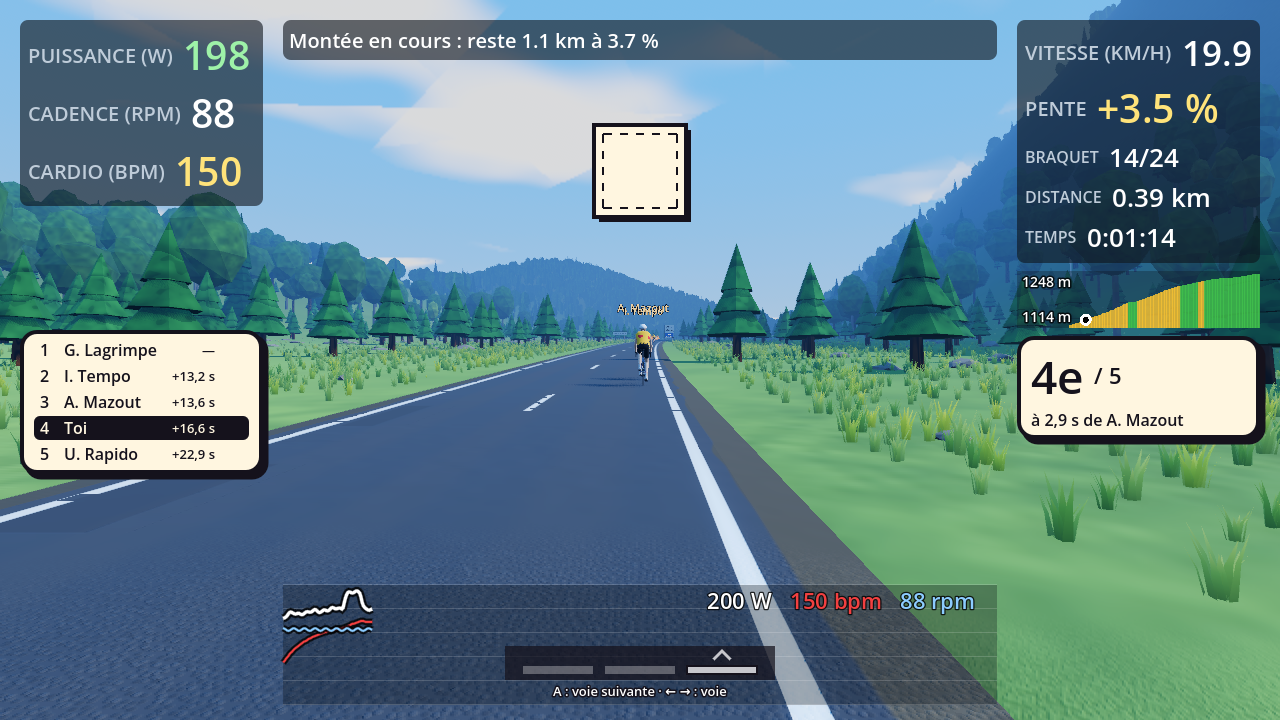 PUISSANCE (W) 198
CADENCE (RPM) 88
CARDIO (BPM) 150
Montée en cours : reste 1.1 km à 3.7 %
VITESSE (KM/H) 19.9
PENTE +3.5 %
BRAQUET 14/24
DISTANCE 0.39 km
TEMPS 0:01:14
1248 m
1114 m
A. Mazout
1 G. Lagrimpe —
2 I. Tempo +13,2 s
3 A. Mazout +13,6 s
4 Toi +16,6 s
5 U. Rapido +22,9 s
4e / 5
à 2,9 s de A. Mazout
200 W 150 bpm 88 rpm
A : voie suivante · ← → : voie